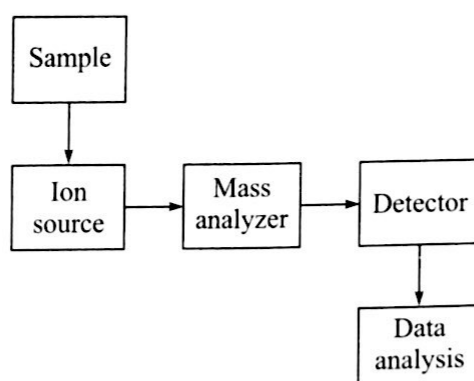 Sample
Ion
source
Mass
analyzer
Detector
Data
analysis